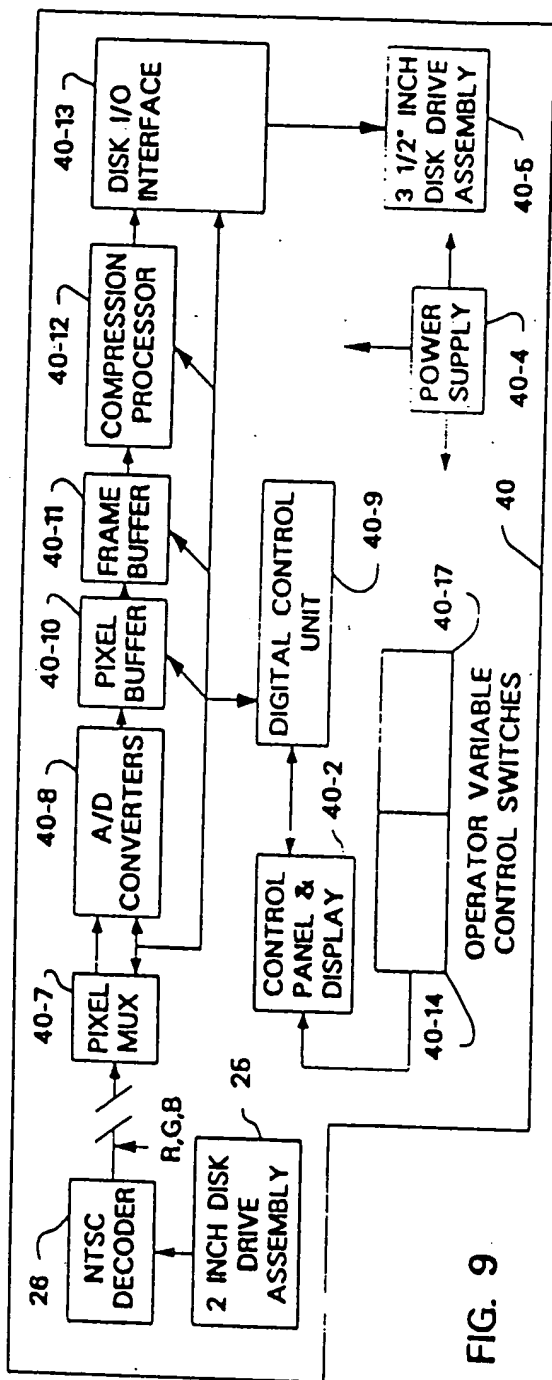 40-7
40-8
40-10
40-11
40-12
40-13
26
NTSC
DECODER
R,G,B
PIXEL
MUX
A/D
CONVERTERS
PIXEL
BUFFER
FRAME
BUFFER
COMPRESSION
PROCESSOR
DISK I/O
INTERFACE
25
2 INCH DISK
DRIVE
ASSEMBLY
CONTROL
PANEL &
DISPLAY
40-2
DIGITAL CONTROL
UNIT
40-9
POWER
SUPPLY
40-4
3 1/2" INCH
DISK DRIVE
ASSEMBLY
40-5
40-14
40-17
OPERATOR VARIABLE
CONTROL SWITCHES
40
FIG. 9